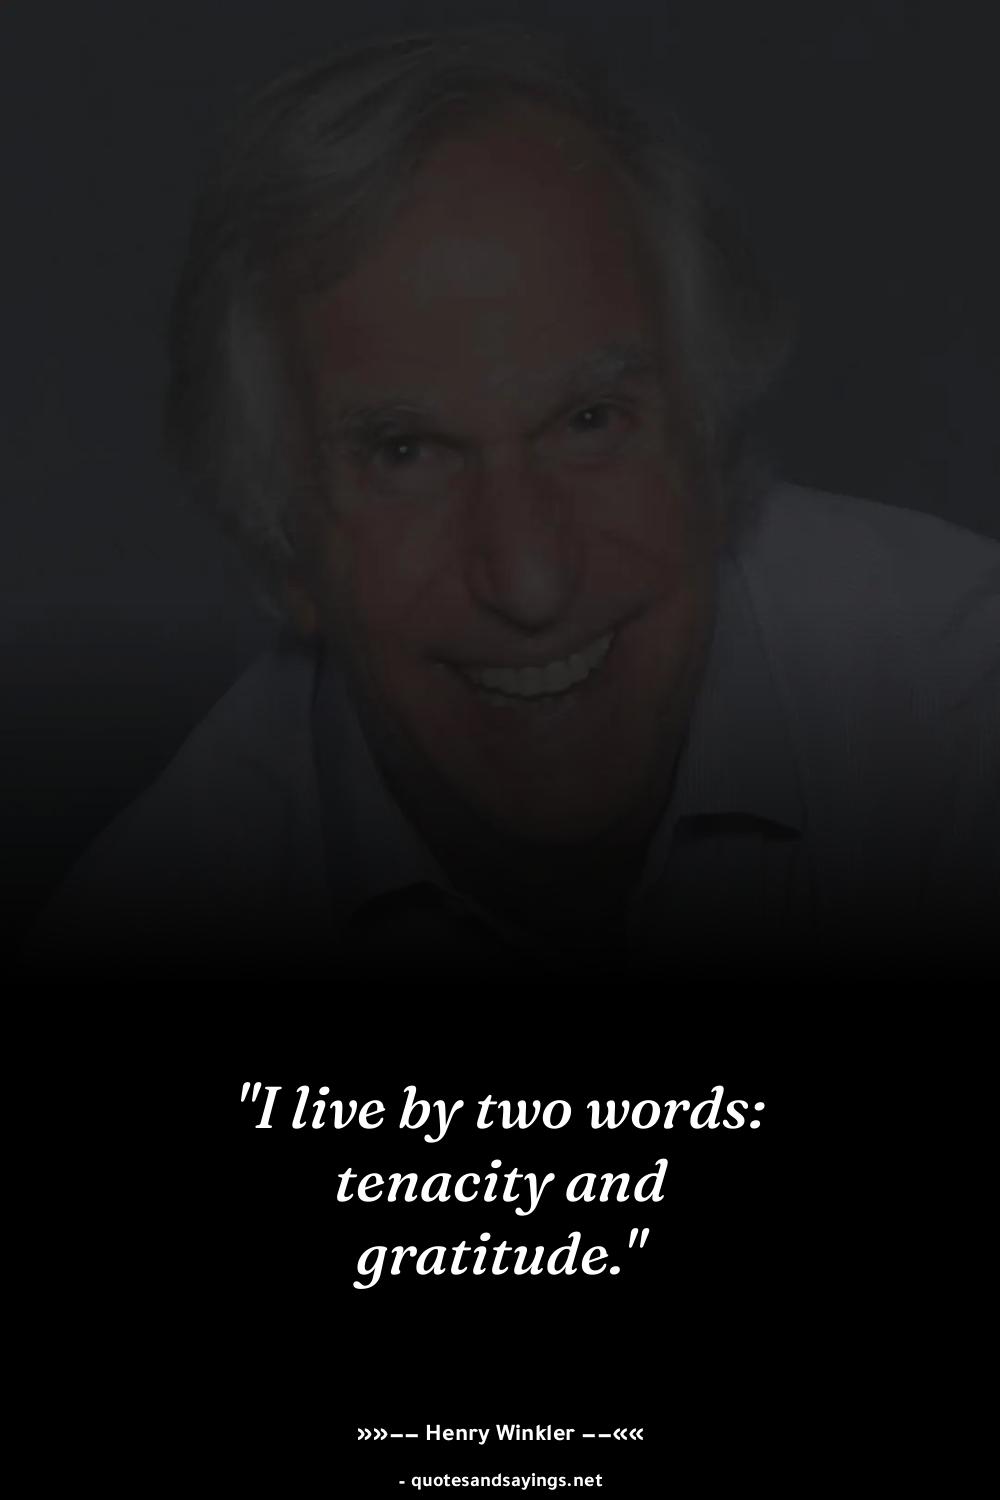 "I live by two words:
tenacity and
gratitude."
»»−− Henry Winkler −−««
- quotesandsayings.net